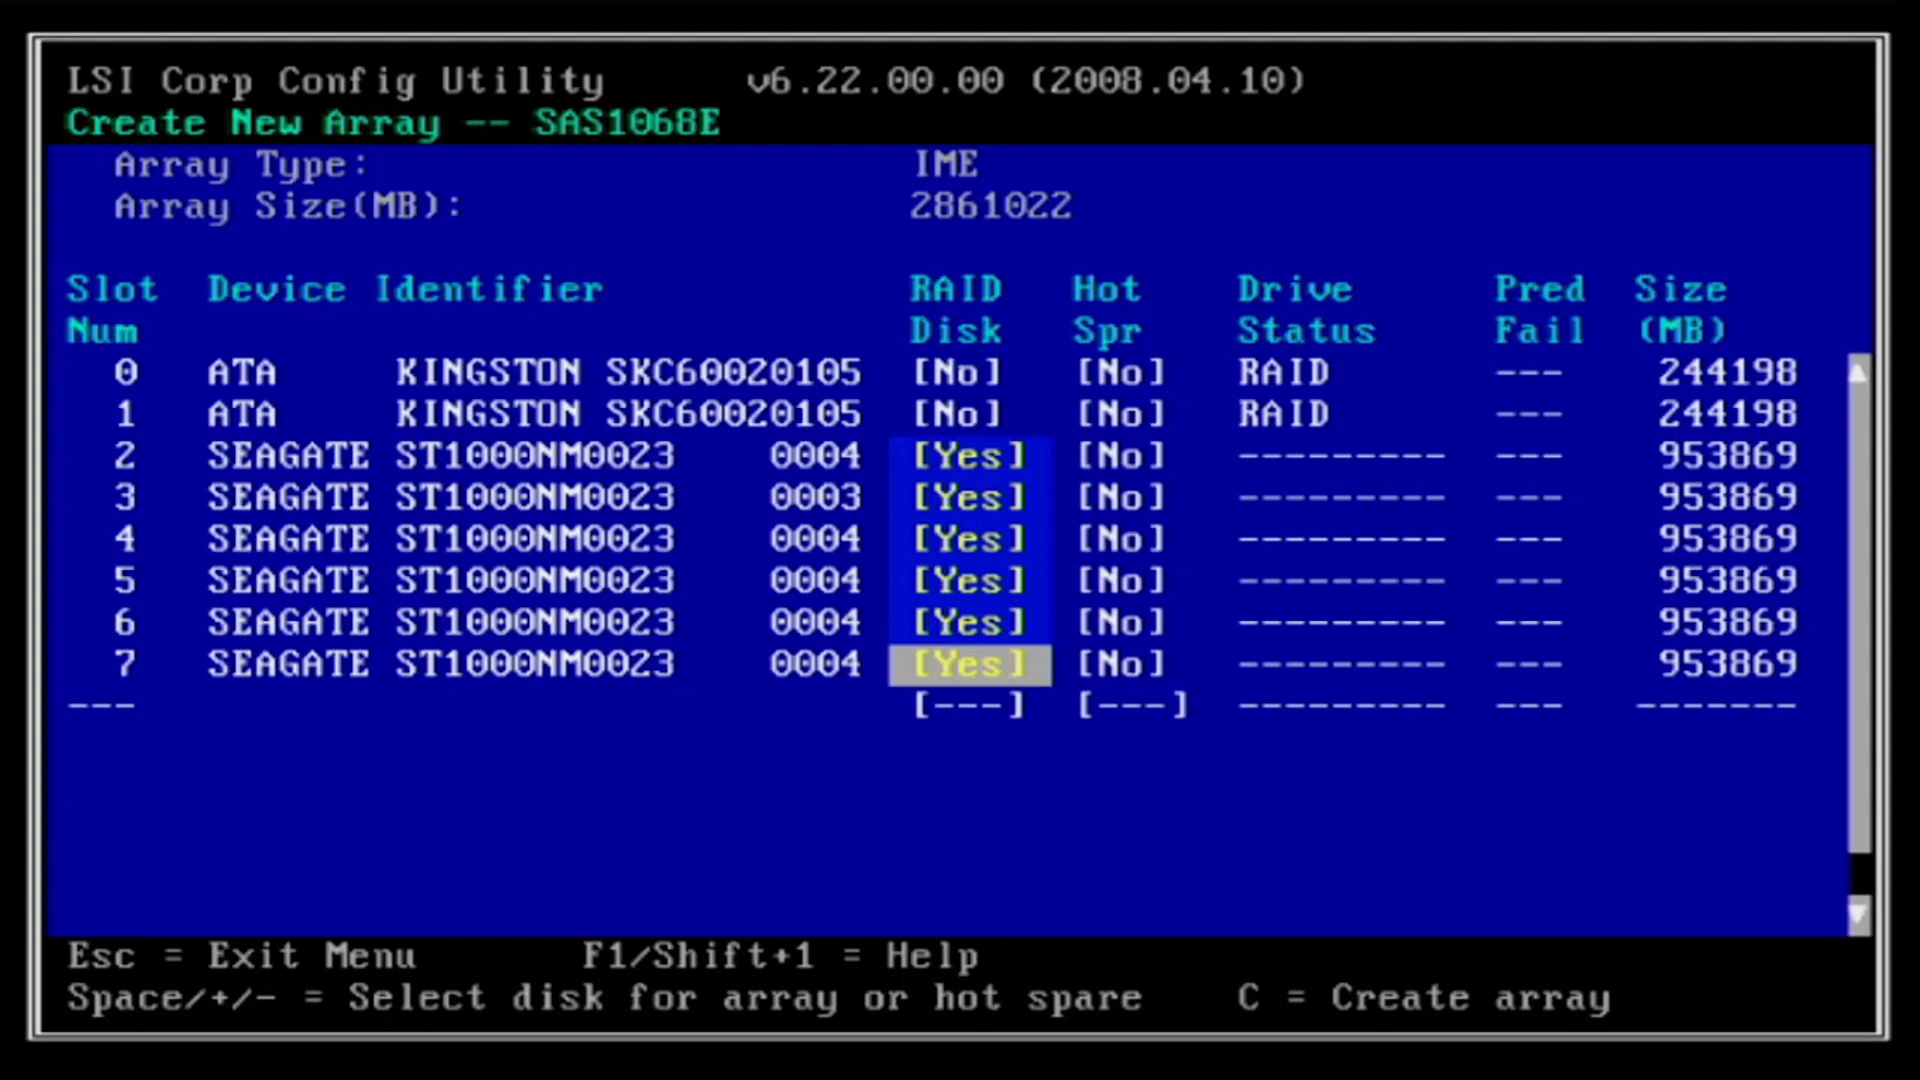 LSI Corp Config Utility v6.22.00.00 (2008.04.10)
Create New Array -- SAS1068E
Array Type: IME
Array Size(MB): 2861022
Slot Device Identifier RAID Hot Drive Pred Size
Num Disk Spr Status Fail (MB)
0 ATA KINGSTON SKC60020105 [No] [No] RAID --- 244198
1 ATA KINGSTON SKC60020105 [No] [No] RAID --- 244198
2 SEAGATE ST1000NM0023 0004 [Yes] [No] --------- --- 953869
3 SEAGATE ST1000NM0023 0003 [Yes] [No] --------- --- 953869
4 SEAGATE ST1000NM0023 0004 [Yes] [No] --------- --- 953869
5 SEAGATE ST1000NM0023 0004 [Yes] [No] --------- --- 953869
6 SEAGATE ST1000NM0023 0004 [Yes] [No] --------- --- 953869
7 SEAGATE ST1000NM0023 0004 [Yes] [No] --------- --- 953869
--- [---] [---] --------- --- -------
Esc = Exit Menu F1/Shift+1 = Help
Space/+/- = Select disk for array or hot spare C = Create array